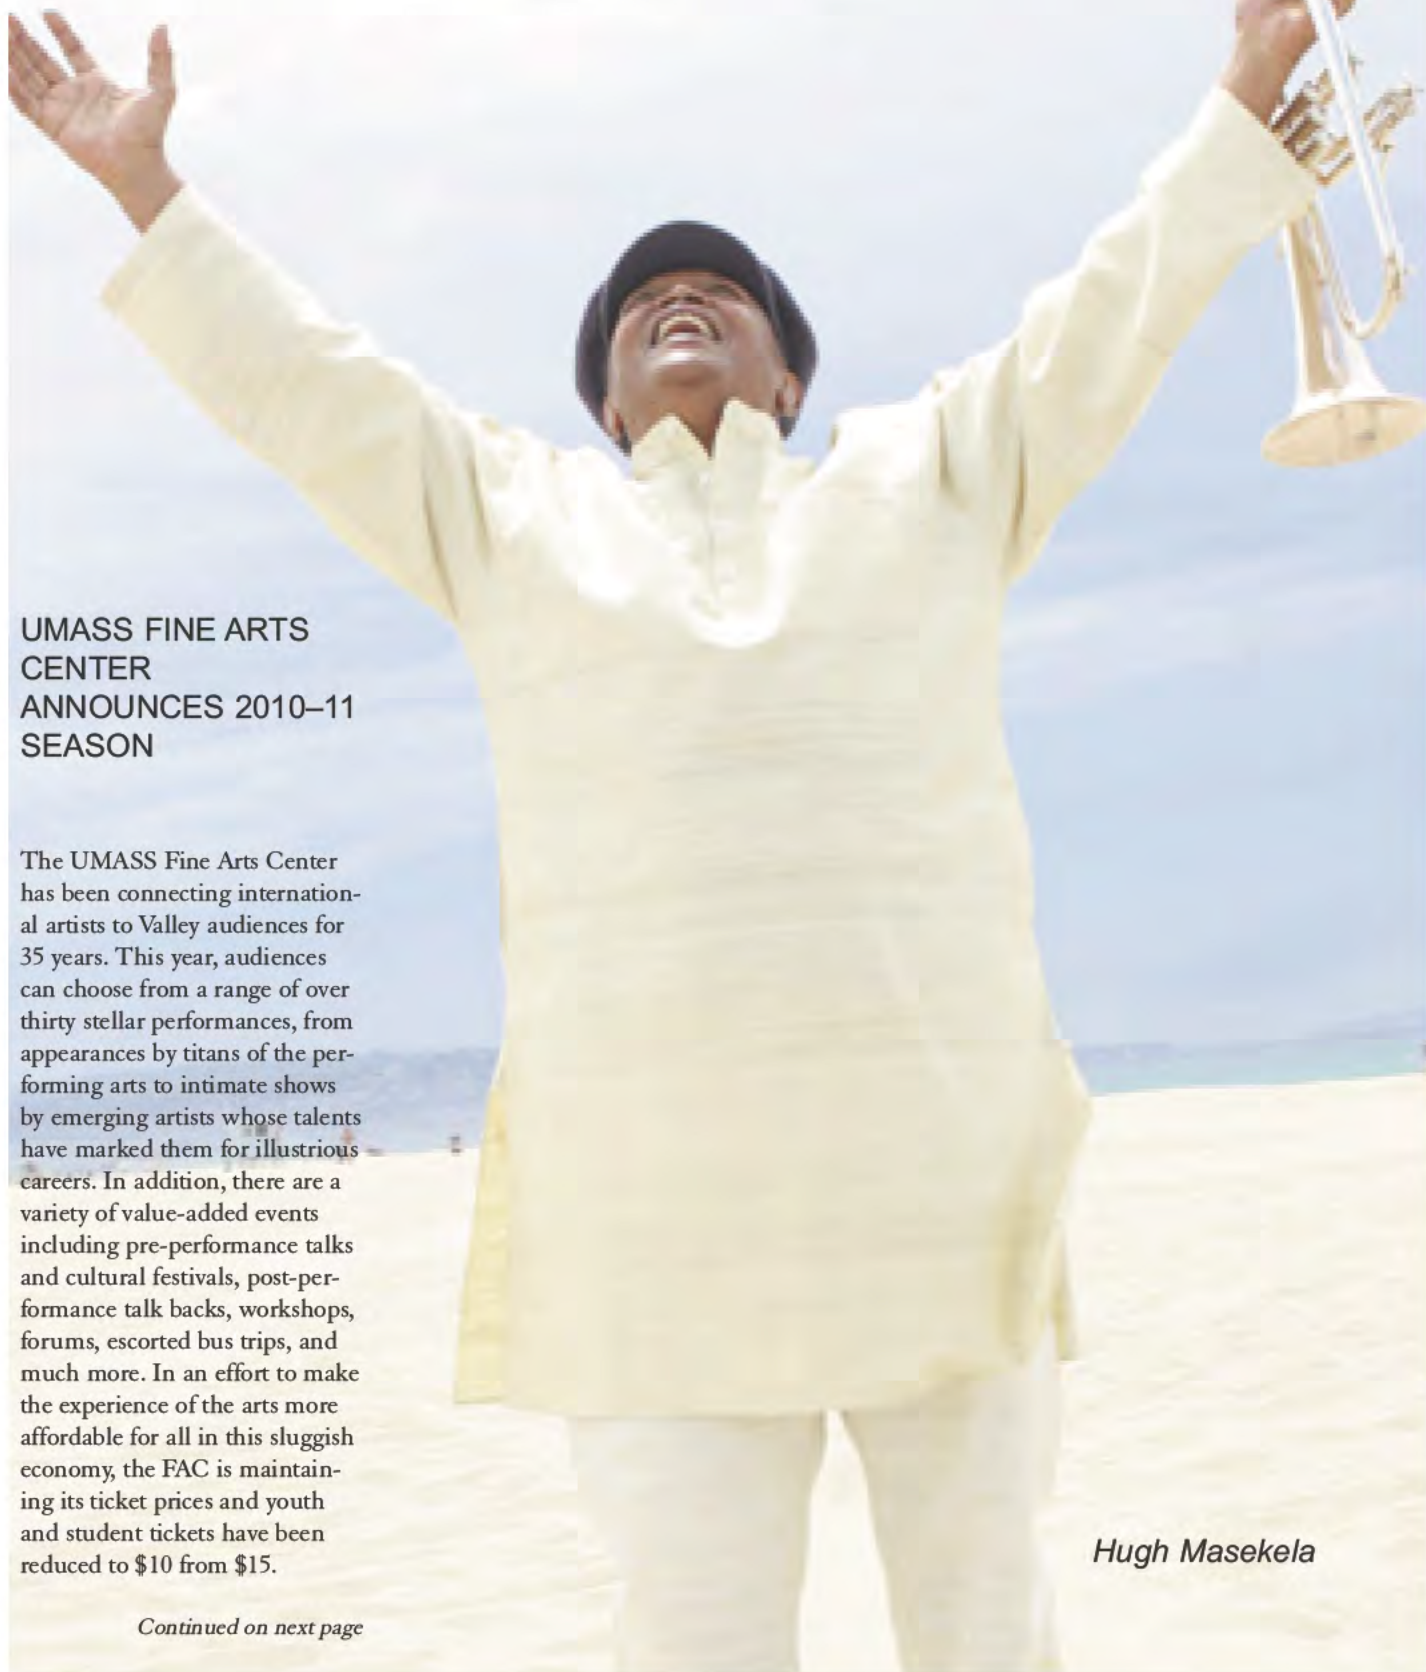 UMASS FINE ARTS
CENTER
ANNOUNCES 2010–11
SEASON
The UMASS Fine Arts Center
has been connecting internation-
al artists to Valley audiences for
35 years. This year, audiences
can choose from a range of over
thirty stellar performances, from
appearances by titans of the per-
forming arts to intimate shows
by emerging artists whose talents
have marked them for illustrious
careers. In addition, there are a
variety of value-added events
including pre-performance talks
and cultural festivals, post-per-
formance talk backs, workshops,
forums, escorted bus trips, and
much more. In an effort to make
the experience of the arts more
affordable for all in this sluggish
economy, the FAC is maintain-
ing its ticket prices and youth
and student tickets have been
reduced to $10 from $15.
Continued on next page
Hugh Masekela